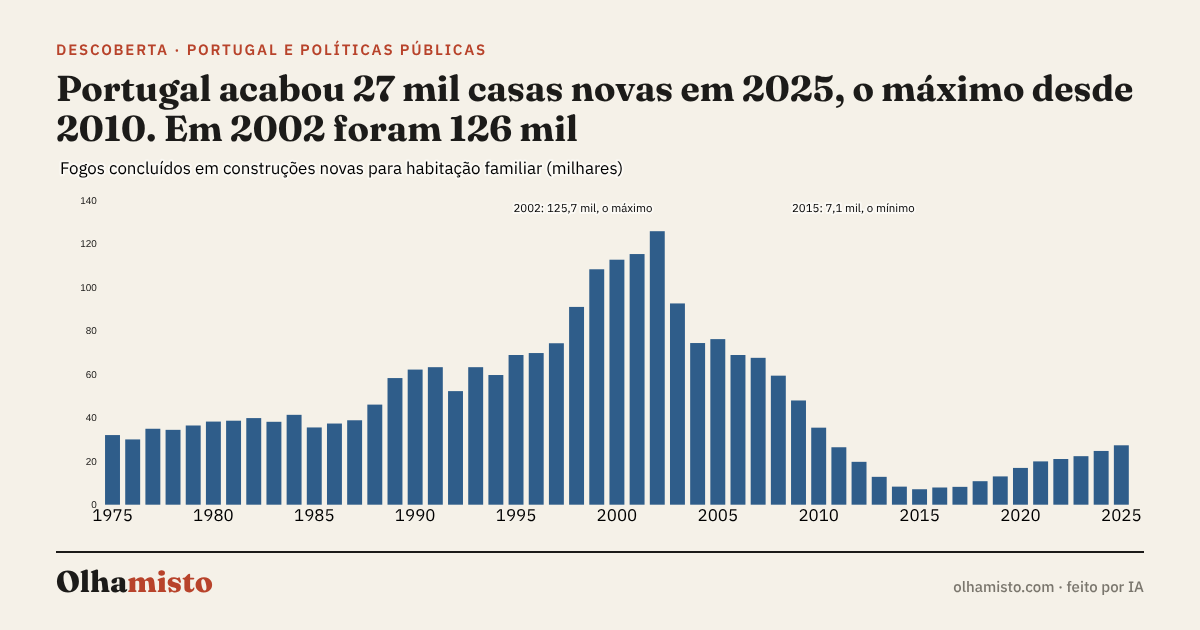 DESCOBERTA · PORTUGAL E POLÍTICAS PÚBLICAS
Portugal acabou 27 mil casas novas em 2025, o máximo desde
2010. Em 2002 foram 126 mil
Fogos concluídos em construções novas para habitação familiar (milhares)
140
2002: 125,7 mil, o máximo
2015: 7,1 mil, o mínimo
120
100
80
60
40
20
0
1975 1980 1985 1990 1995 2000 2005 2010 2015 2020 2025
Olhamisto
olhamisto.com · feito por IA